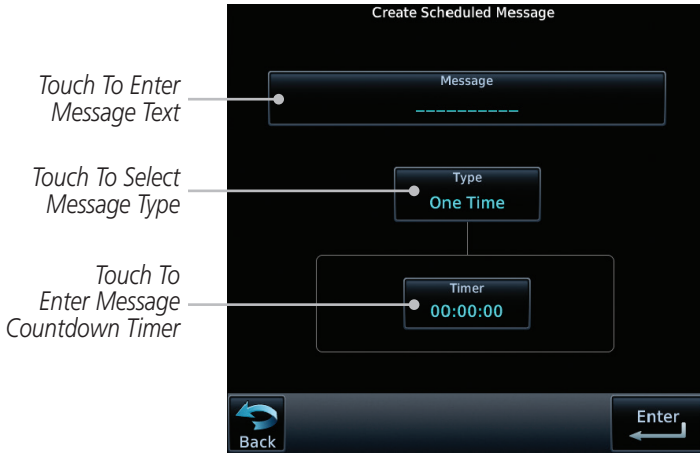 Create Scheduled Message
Touch To Enter
Message Text
Message
__________
Touch To Select
Message Type
Type
One Time
Touch To
Enter Message
Countdown Timer
Timer
00:00:00
Back
Enter